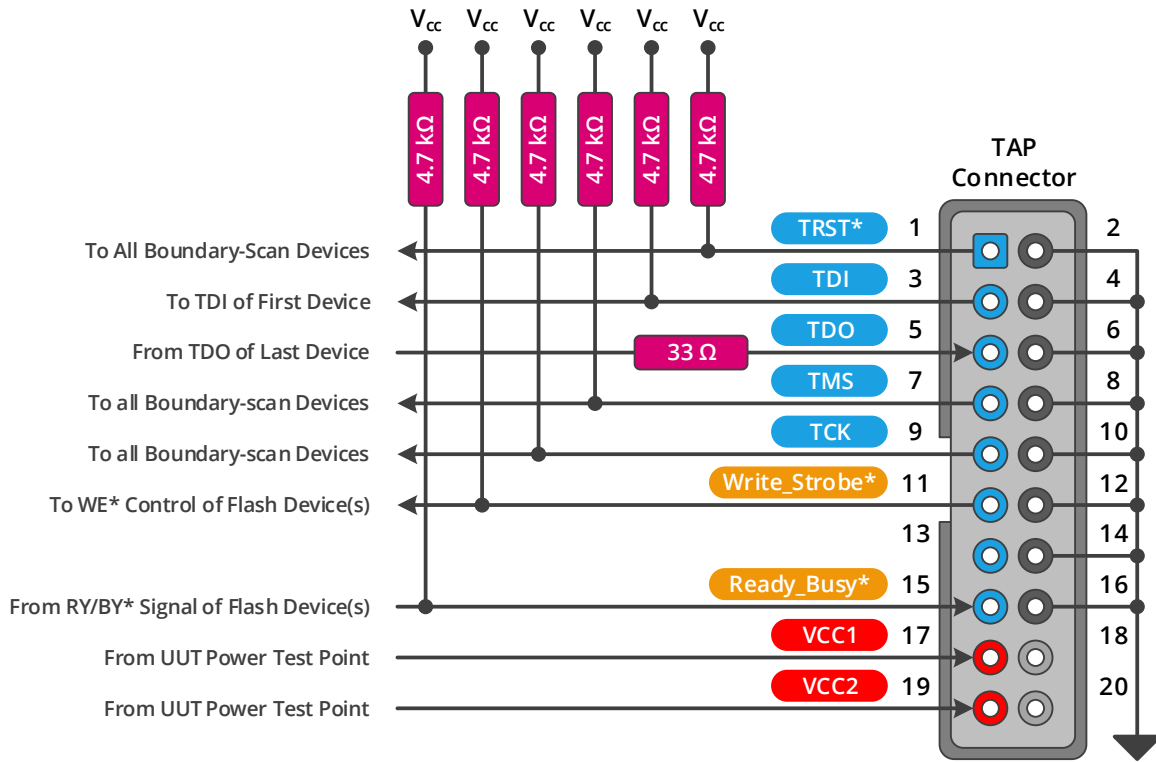 Vcc Vcc Vcc Vcc Vcc Vcc
4.7 kΩ 4.7 kΩ 4.7 kΩ 4.7 kΩ 4.7 kΩ 4.7 kΩ
TAP
Connector
To All Boundary-Scan Devices TRST* 1 2
To TDI of First Device TDI 3 4
From TDO of Last Device 33 Ω TDO 5 6
To all Boundary-scan Devices TMS 7 8
To all Boundary-scan Devices TCK 9 10
To WE* Control of Flash Device(s) Write_Strobe* 11 12
13 14
From RY/BY* Signal of Flash Device(s) Ready_Busy* 15 16
From UUT Power Test Point VCC1 17 18
From UUT Power Test Point VCC2 19 20